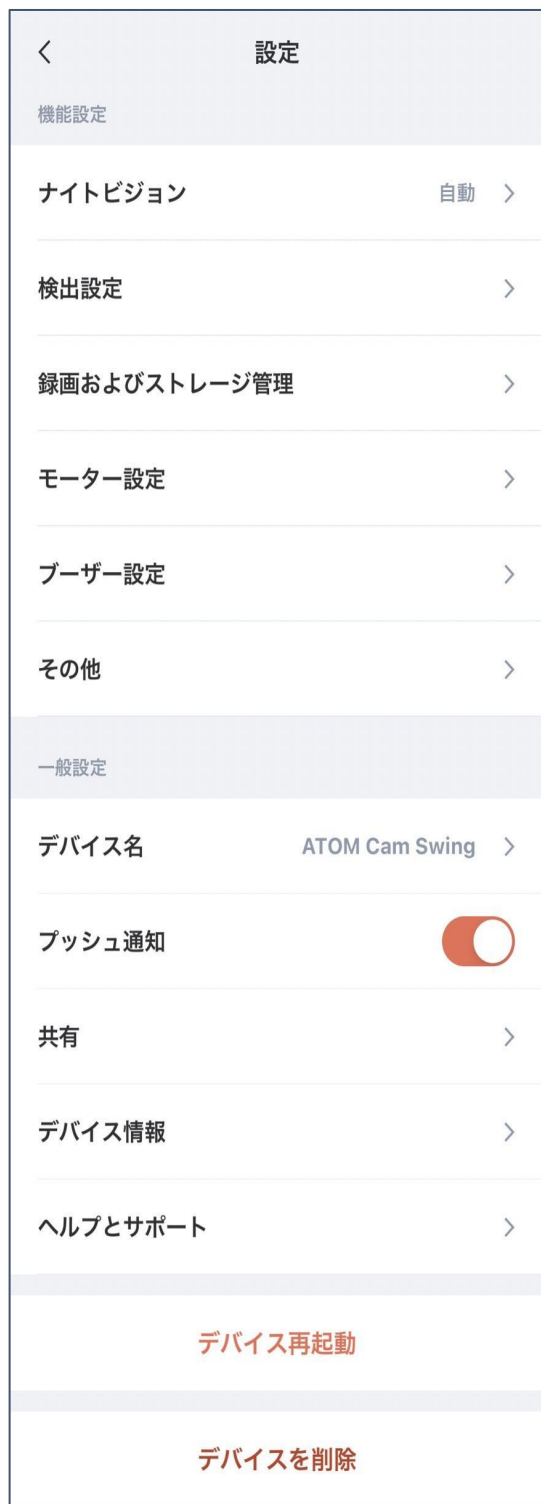 設定
機能設定
ナイトビジョン 自動
検出設定
録画およびストレージ管理
モーター設定
ブーザー設定
その他
一般設定
デバイス名 ATOM Cam Swing
プッシュ通知
共有
デバイス情報
ヘルプとサポート
デバイス再起動
デバイスを削除